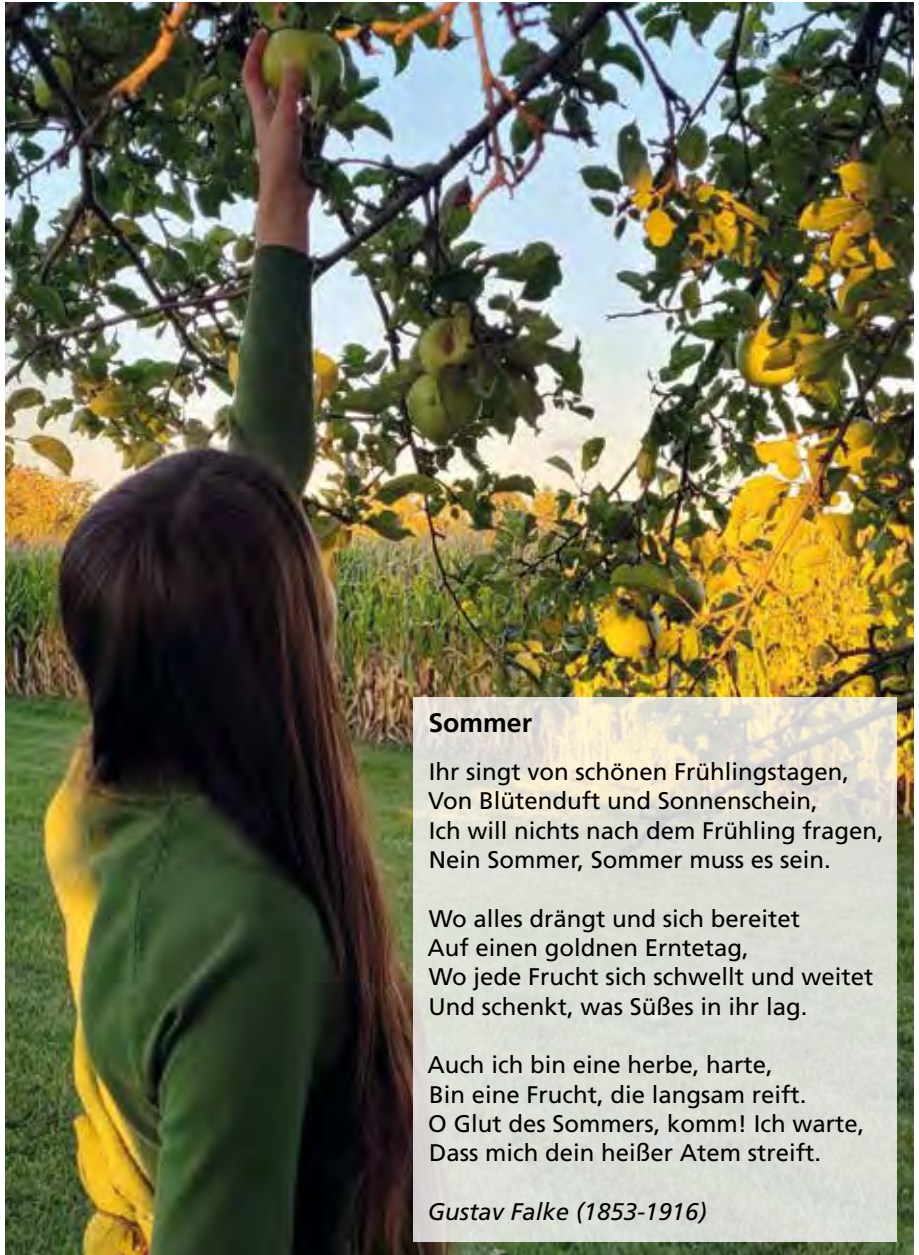 Sommer
Ihr singt von schönen Frühlingstagen,
Von Blütenduft und Sonnenschein,
Ich will nichts nach dem Frühling fragen,
Nein Sommer, Sommer muss es sein.
Wo alles drängt und sich bereitet
Auf einen goldnen Erntetag,
Wo jede Frucht sich schwellt und weitet
Und schenkt, was Süßes in ihr lag.
Auch ich bin eine herbe, harte,
Bin eine Frucht, die langsam reift.
O Glut des Sommers, komm! Ich warte,
Dass mich dein heißer Atem streift.
Gustav Falke (1853-1916)